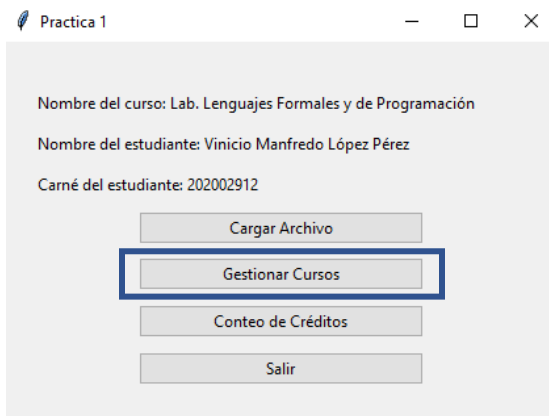 Practica 1
Nombre del curso: Lab. Lenguajes Formales y de Programación
Nombre del estudiante: Vinicio Manfredo López Pérez
Carné del estudiante: 202002912
Cargar Archivo
Gestionar Cursos
Conteo de Créditos
Salir